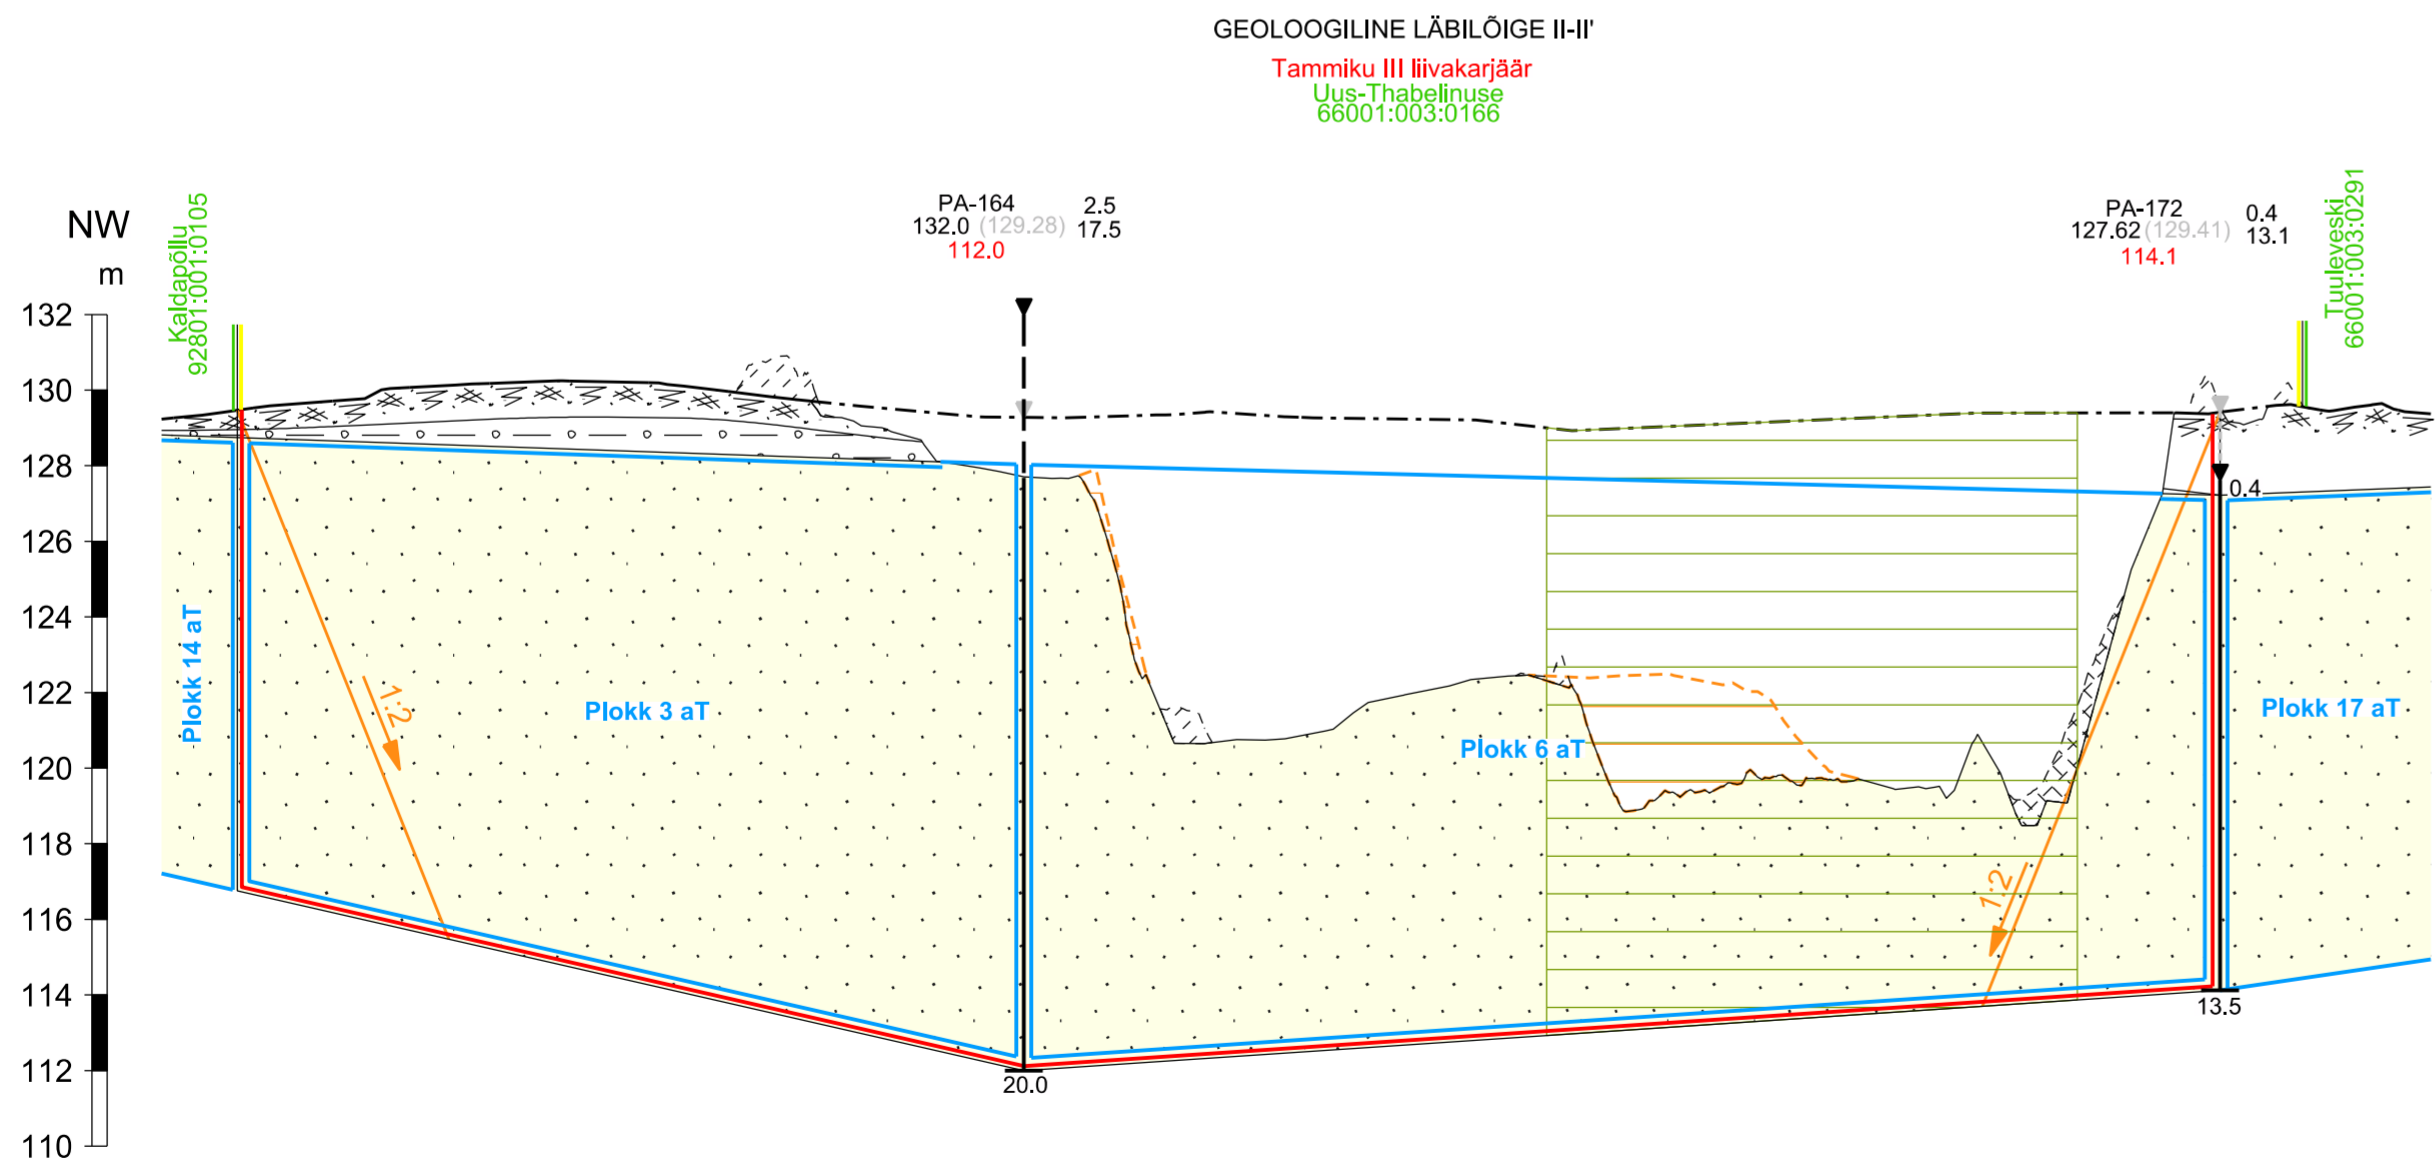 GEOLOOGILINE LÄBILÕIGE II-II'
Tammiku III liivakarjäär
Uus-Thabelinuse
66001:003:0166
NW
m
Kaldapõllu
92801:001:0105
PA-164 2.5
132.0 (129.28) 17.5
112.0
PA-172 0.4
127.62 (129.41) 13.1
114.1
Tuuleveski
66001:003:0291
132
130
128
126
124
122
120
118
116
114
112
110
0.4
Plokk 14 aT
1:2
Plokk 3 aT
Plokk 6 aT
Plokk 17 aT
1:2
13.5
20.0